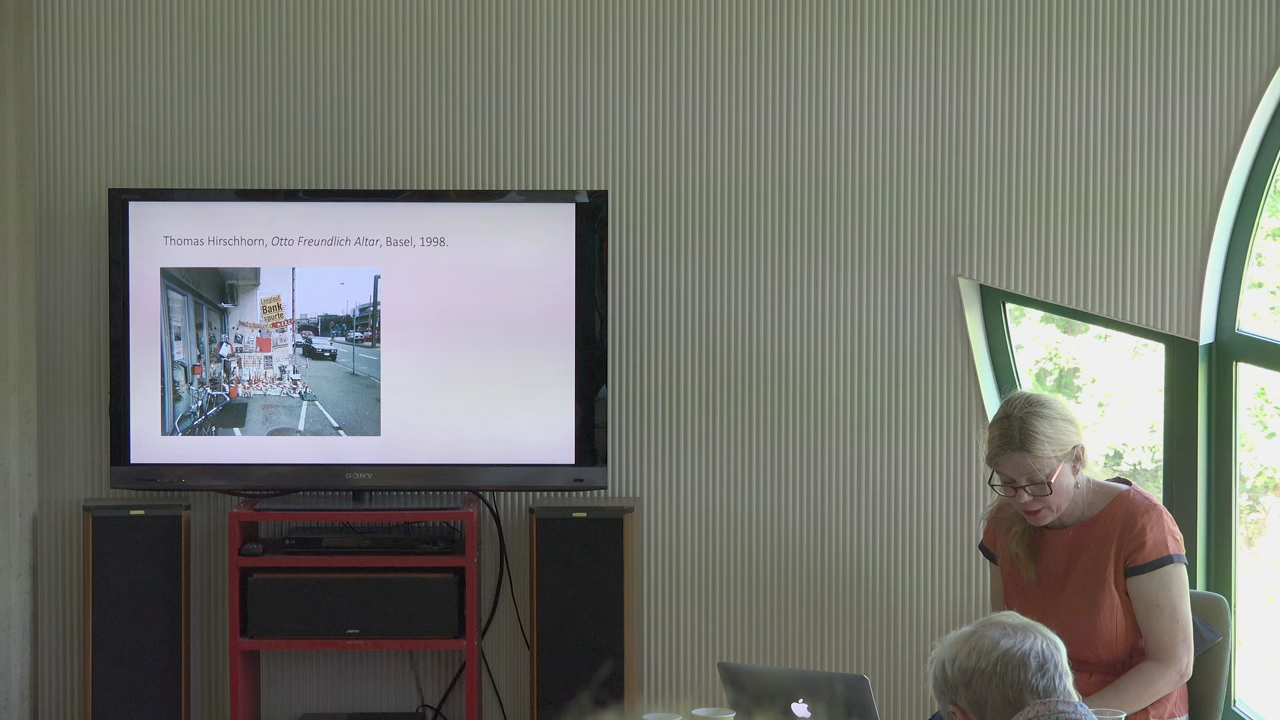 Thomas Hirschhorn, Otto Freundlich Altar, Basel, 1998.
Bank-
SONY